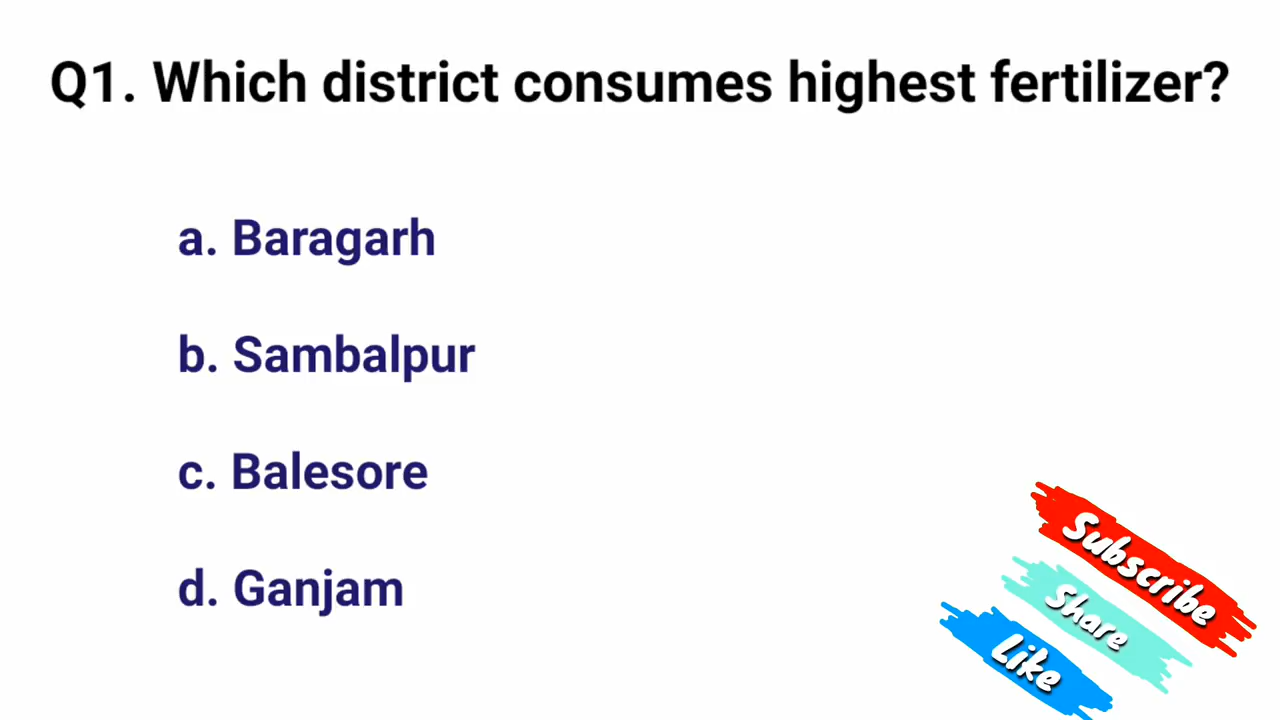 Q1. Which district consumes highest fertilizer?
a. Baragarh
b. Sambalpur
c. Balesore
d. Ganjam
Subscribe
Share
Like